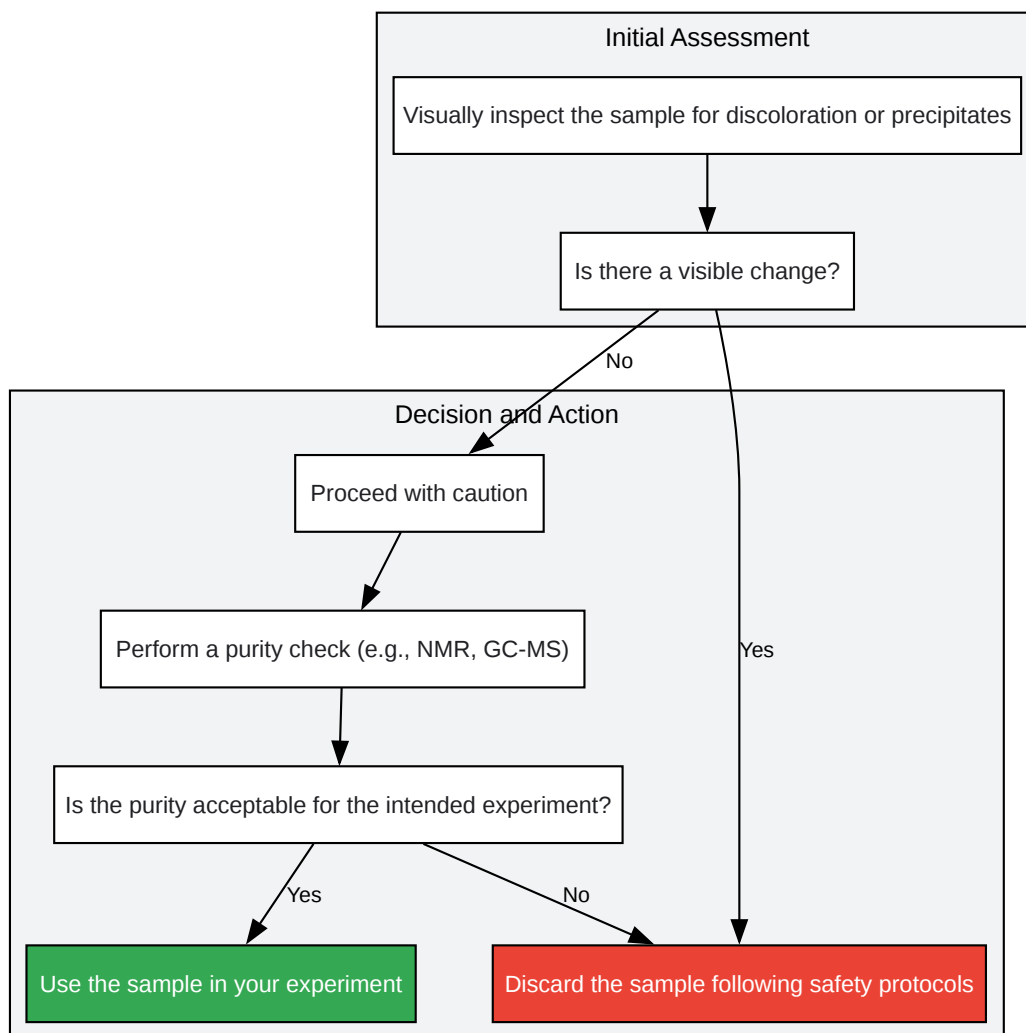 Initial Assessment
Visually inspect the sample for discoloration or precipitates
Is there a visible change?
No
Decision and Action
Proceed with caution
Perform a purity check (e.g., NMR, GC-MS)
Yes
Is the purity acceptable for the intended experiment?
Yes
No
Use the sample in your experiment
Discard the sample following safety protocols